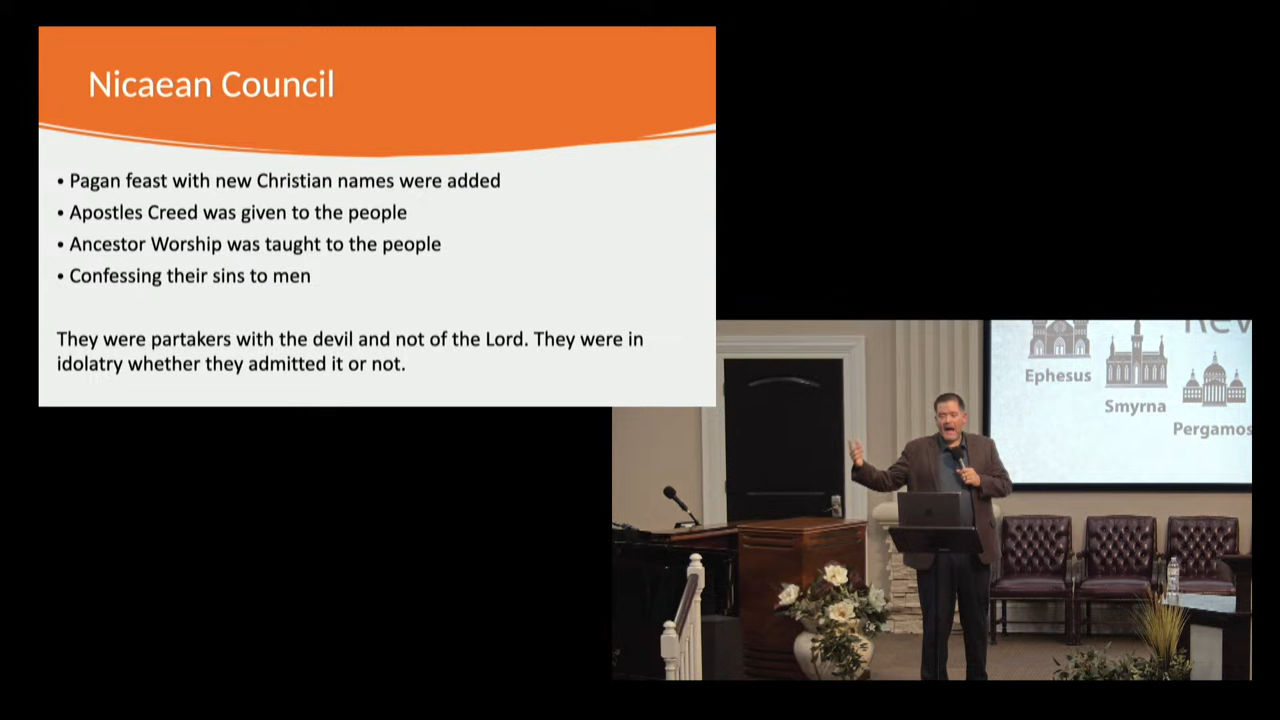 Nicaean Council
• Pagan feast with new Christian names were added
• Apostles Creed was given to the people
• Ancestor Worship was taught to the people
• Confessing their sins to men
They were partakers with the devil and not of the Lord. They were in
idolatry whether they admitted it or not.
Ephesus
Smyrna
Pergamos